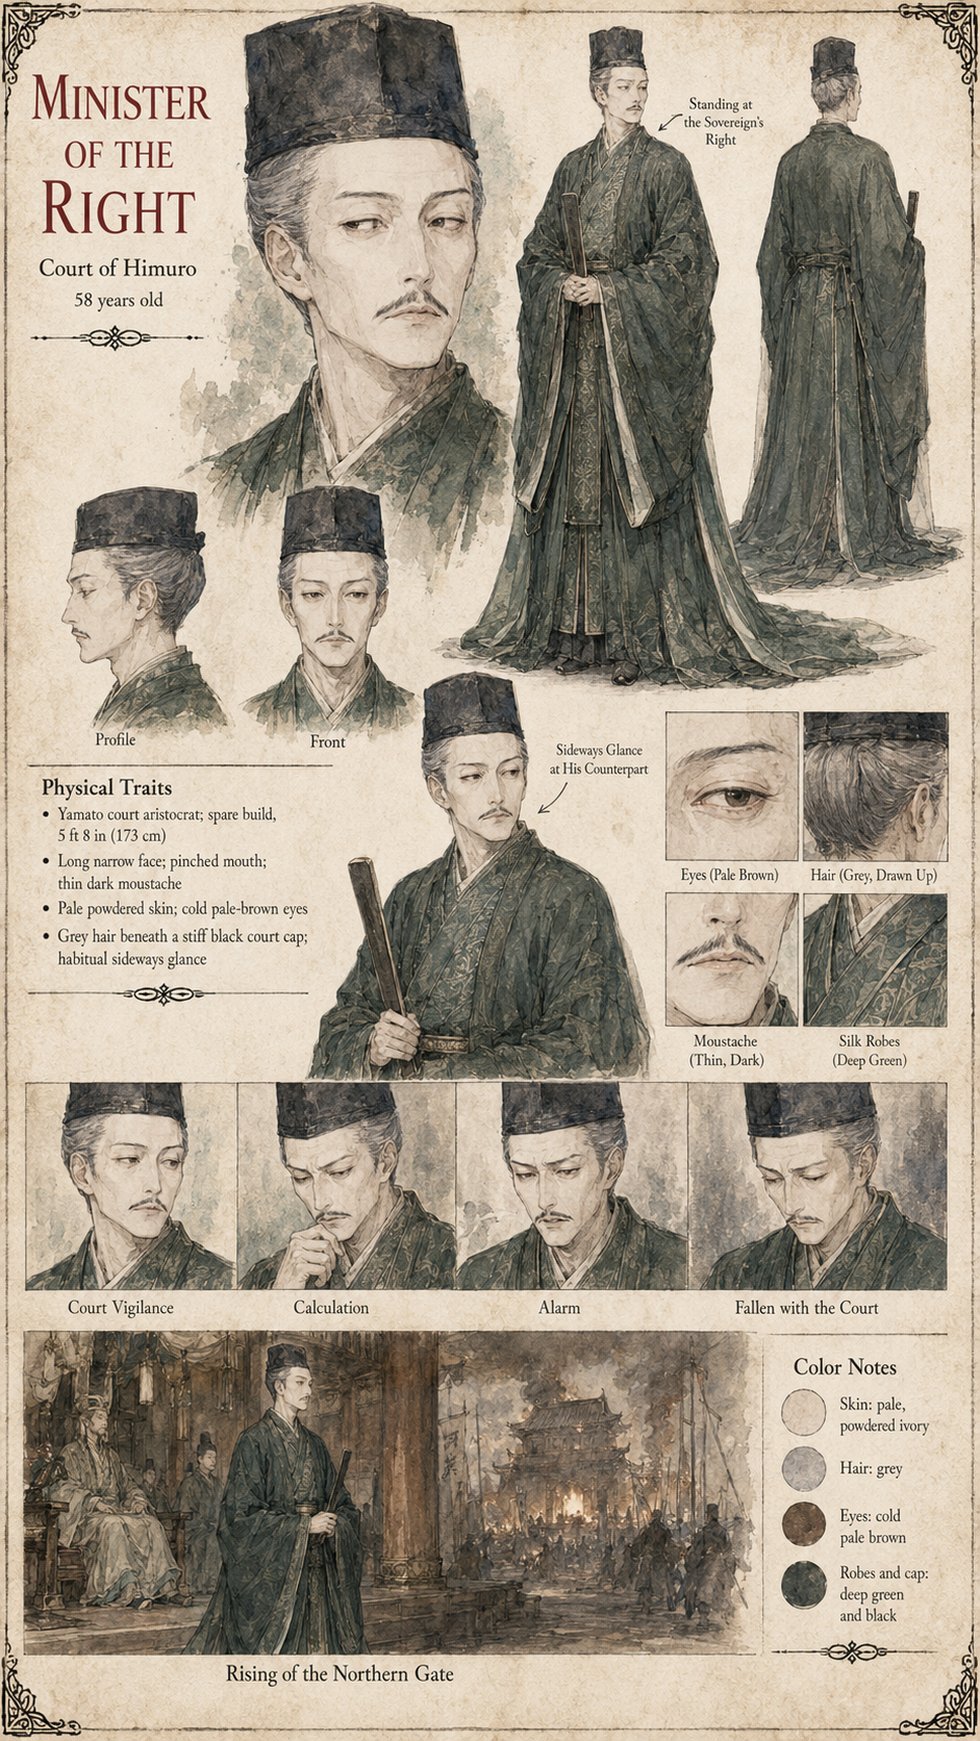 MINISTER
OF THE
RIGHT
Court of Himuro
58 years old
Standing at
the Sovereign's
Right
Profile
Front
Sideways Glance
at His Counterpart
Physical Traits
• Yamato court aristocrat; spare build,
5 ft 8 in (173 cm)
• Long narrow face; pinched mouth;
thin dark moustache
• Pale powdered skin; cold pale-brown eyes
• Grey hair beneath a stiff black court cap;
habitual sideways glance
Eyes (Pale Brown)
Hair (Grey, Drawn Up)
Moustache
(Thin, Dark)
Silk Robes
(Deep Green)
Court Vigilance
Calculation
Alarm
Fallen with the Court
Rising of the Northern Gate
Color Notes
Skin: pale,
powdered ivory
Hair: grey
Eyes: cold
pale brown
Robes and cap:
deep green
and black